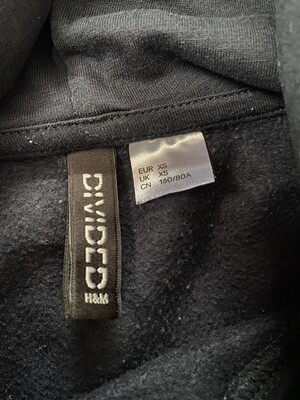 DIVIDED
H&M
EUR XS
UK XS
CN 160/80A